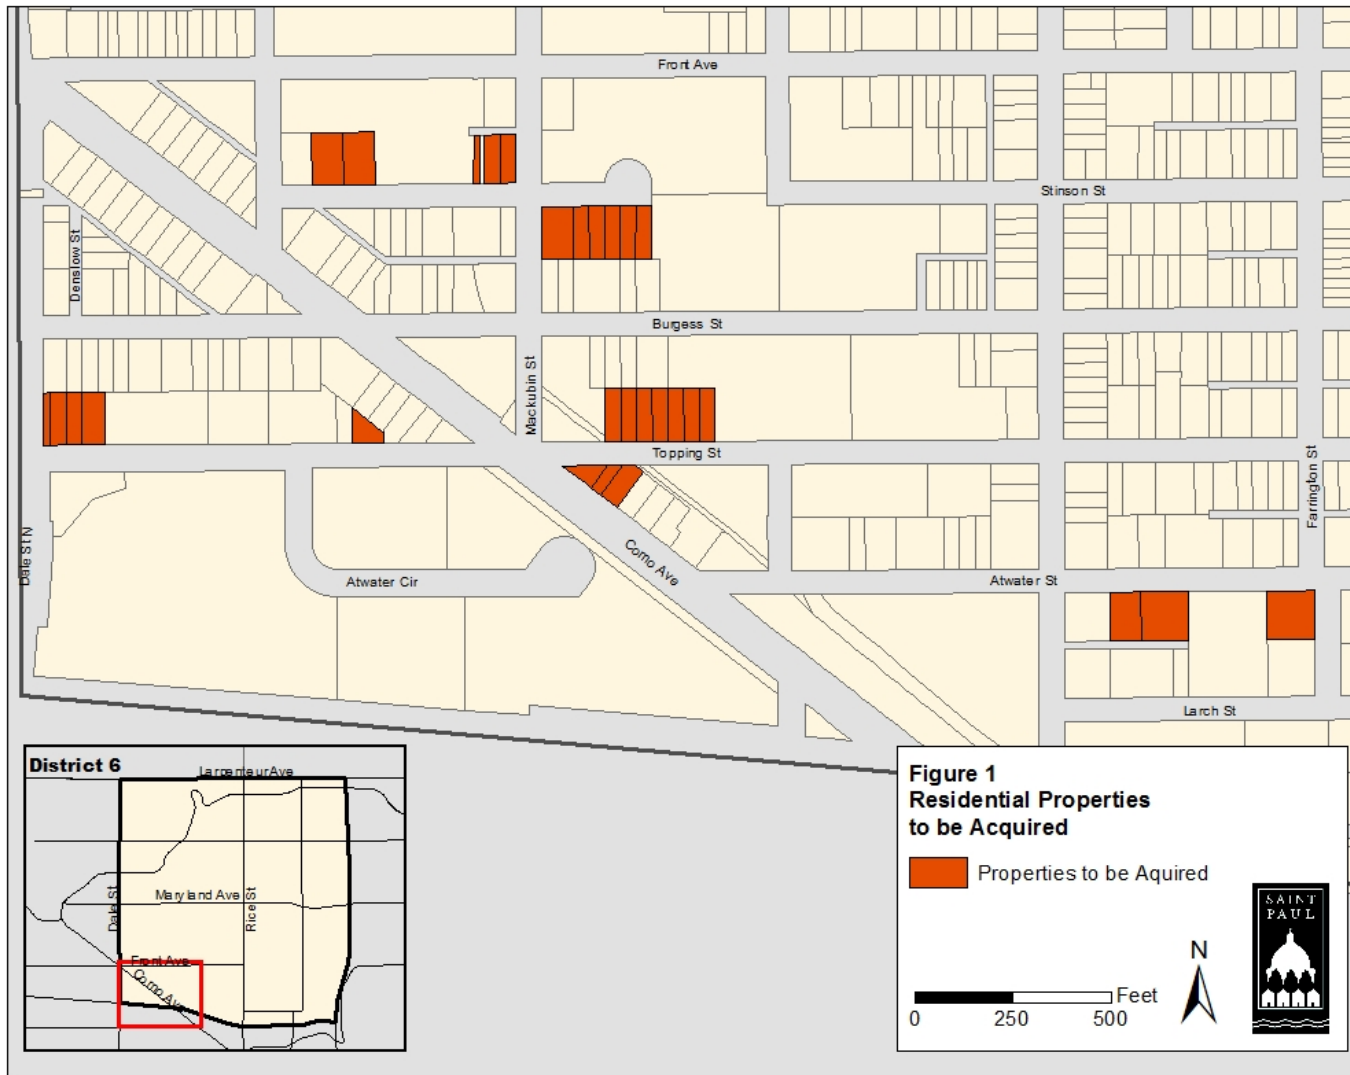 Front Ave
Stinson St
Denslow St
Burgess St
Mackubin St
Topping St
Farrington St
Dale St N
Como Ave
Atwater Cir
Atwater St
Larch St
District 6
Larpenteur Ave
Dale St
Maryland Ave
Rice St
Front Ave
Como Ave
Figure 1
Residential Properties
to be Acquired
Properties to be Aquired
SAINT
PAUL
N
Feet
0 250 500